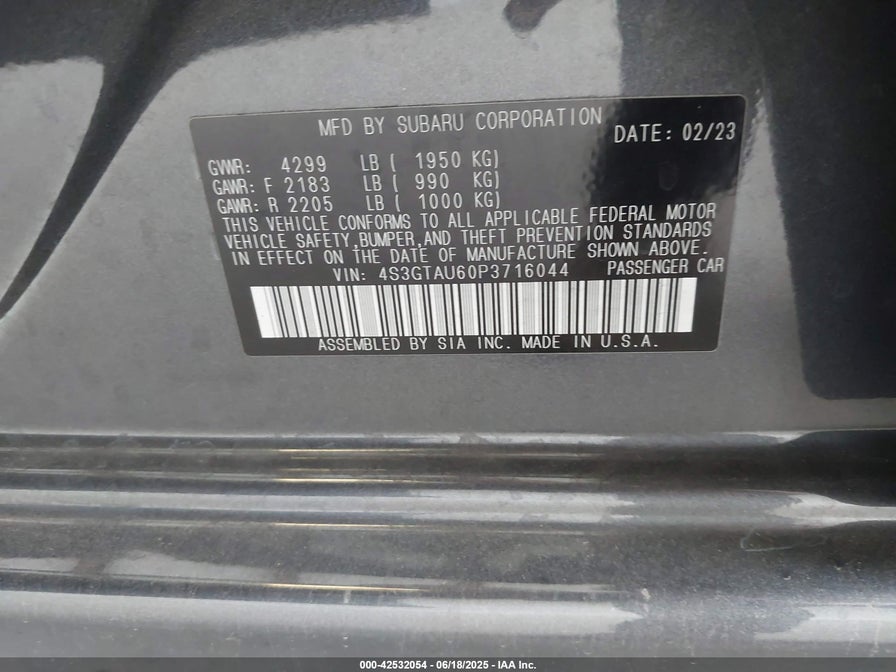 MFD BY SUBARU CORPORATION
DATE: 02/23
GVWR: 4299 LB ( 1950 KG)
GAWR: F 2183 LB ( 990 KG)
GAWR: R 2205 LB ( 1000 KG)
THIS VEHICLE CONFORMS TO ALL APPLICABLE FEDERAL MOTOR
VEHICLE SAFETY,BUMPER,AND THEFT PREVENTION STANDARDS
IN EFFECT ON THE DATE OF MANUFACTURE SHOWN ABOVE.
VIN: 4S3GTAU60P3716044 PASSENGER CAR
ASSEMBLED BY SIA INC. MADE IN U.S.A.
000-42532054 - 06/18/2025 - IAA Inc.